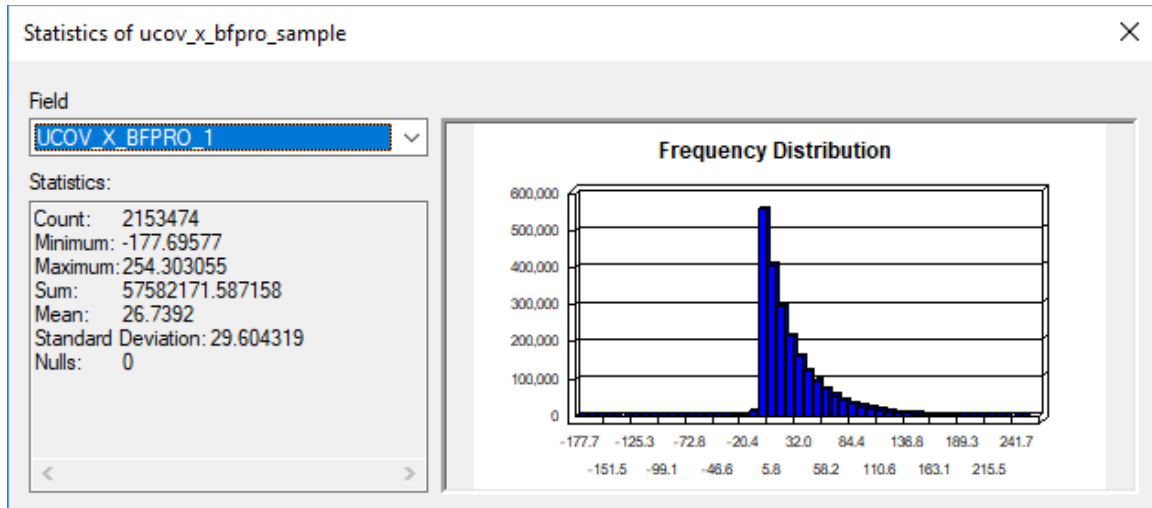 Statistics of ucov_x_bfpro_sample
Field
UCOV_X_BFPRO_1
Statistics:
Count: 2153474
Minimum: -177.69577
Maximum: 254.303055
Sum: 57582171.587158
Mean: 26.7392
Standard Deviation: 29.604319
Nulls: 0
Frequency Distribution
600,000
500,000
400,000
300,000
200,000
100,000
0
-177.7 -125.3 -72.8 -20.4 32.0 84.4 136.8 189.3 241.7
-151.5 -99.1 -46.6 5.8 58.2 110.6 163.1 215.5